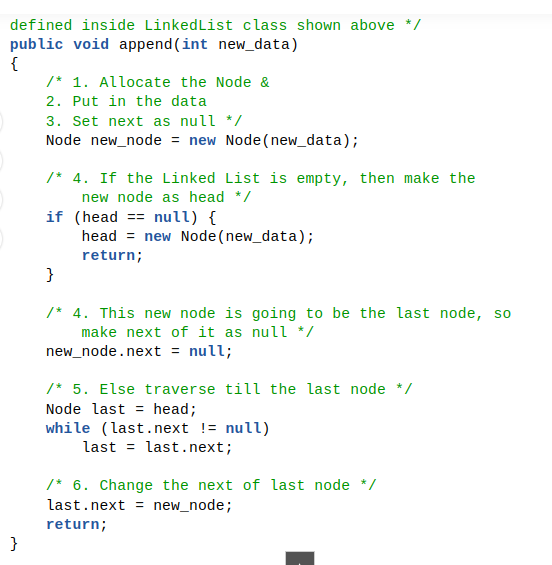 defined inside LinkedList class shown above */
public void append(int new_data)
{
    /* 1. Allocate the Node &
    2. Put in the data
    3. Set next as null */
    Node new_node = new Node(new_data);

    /* 4. If the Linked List is empty, then make the
        new node as head */
    if (head == null) {
        head = new Node(new_data);
        return;
    }

    /* 4. This new node is going to be the last node, so
        make next of it as null */
    new_node.next = null;

    /* 5. Else traverse till the last node */
    Node last = head;
    while (last.next != null)
        last = last.next;

    /* 6. Change the next of last node */
    last.next = new_node;
    return;
}